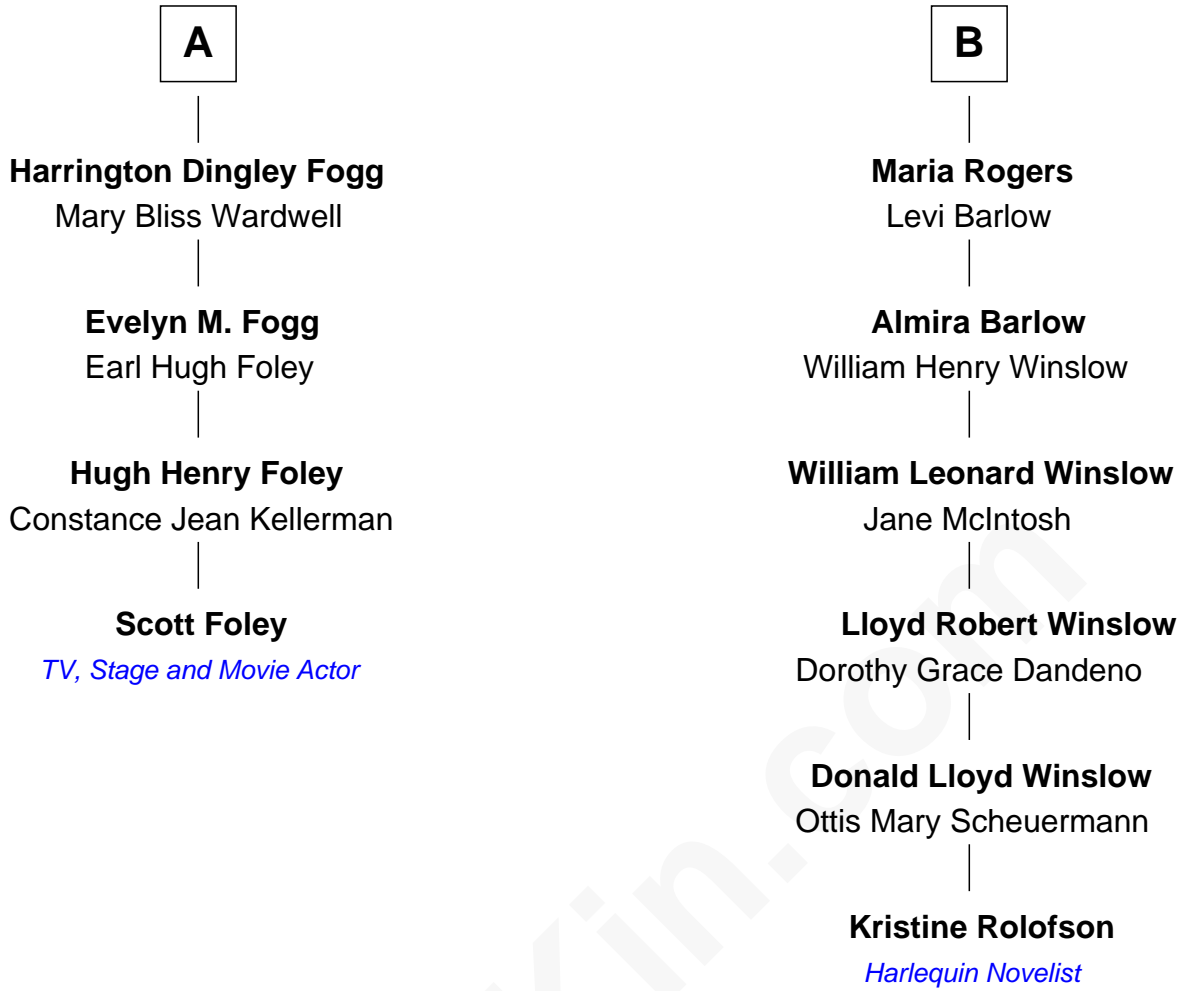 A
Harrington Dingley Fogg
Mary Bliss Wardwell
Evelyn M. Fogg
Earl Hugh Foley
Hugh Henry Foley
Constance Jean Kellerman
Scott Foley
TV, Stage and Movie Actor
B
Maria Rogers
Levi Barlow
Almira Barlow
William Henry Winslow
William Leonard Winslow
Jane McIntosh
Lloyd Robert Winslow
Dorothy Grace Dandeno
Donald Lloyd Winslow
Ottis Mary Scheuermann
Kristine Rolofson
Harlequin Novelist
Kin.com